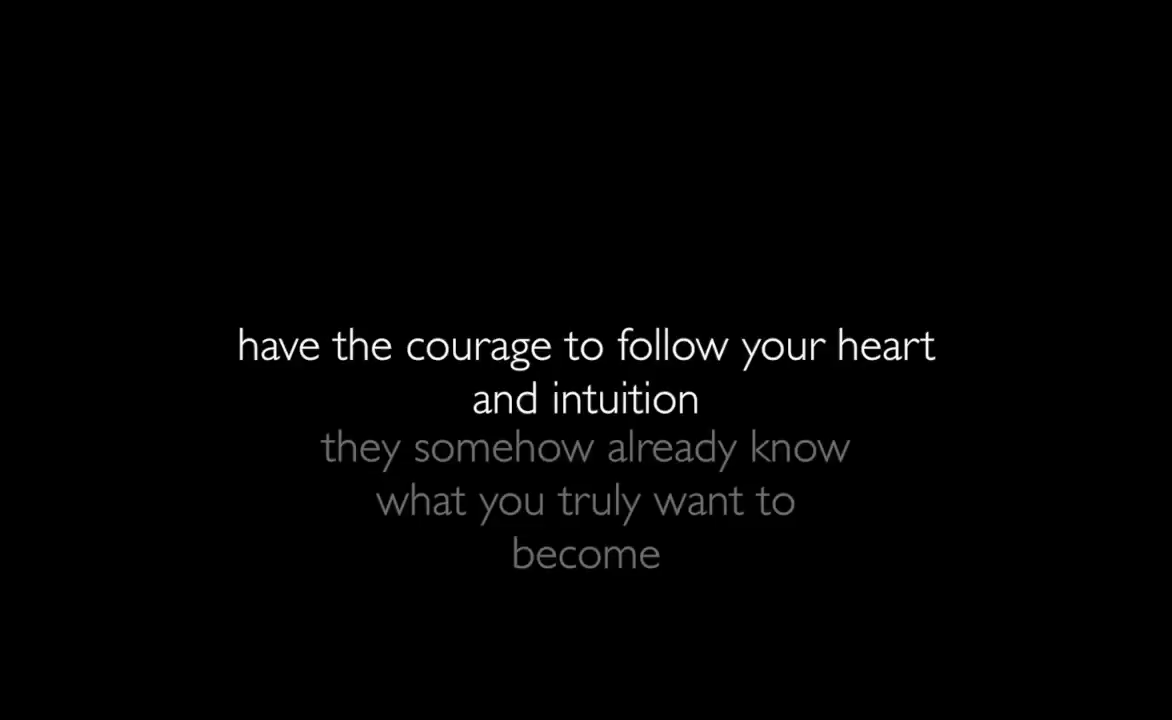 have the courage to follow your heart
and intuition
they somehow already know
what you truly want to
become